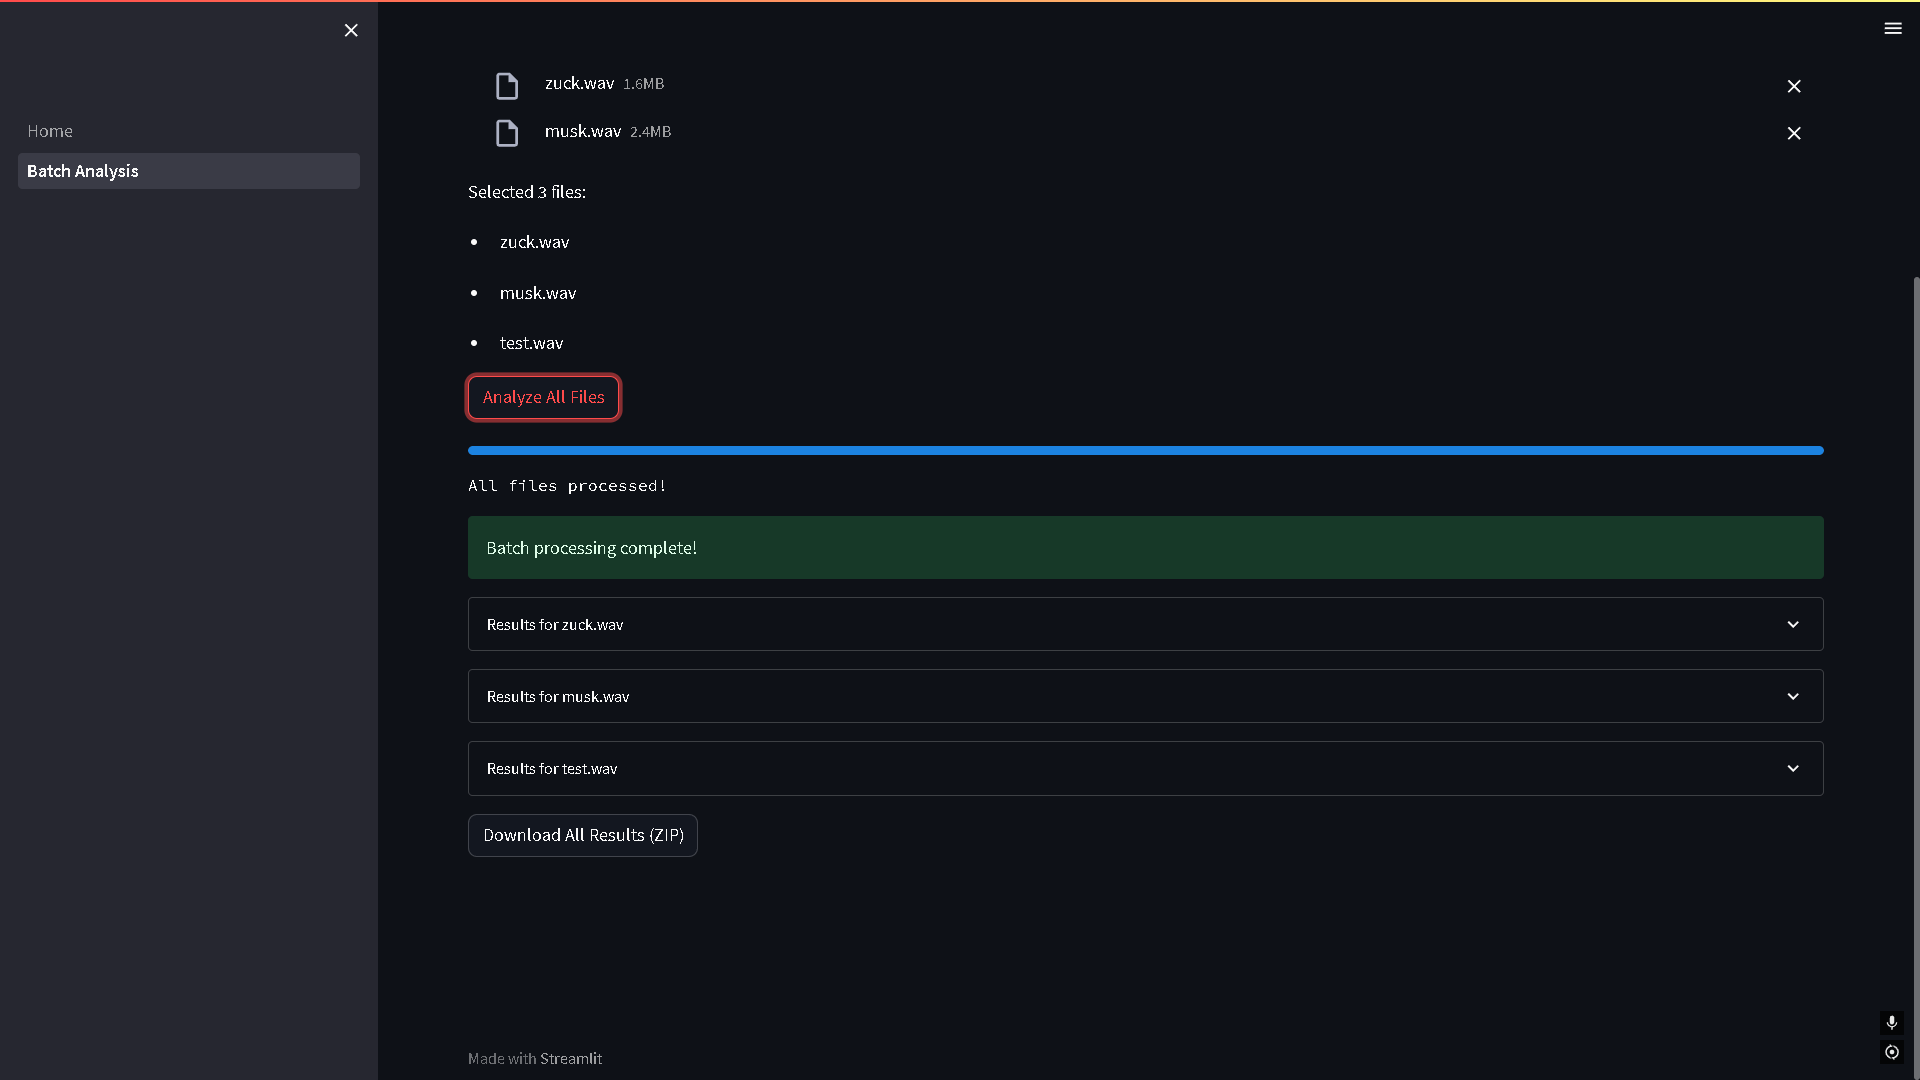 Home
Batch Analysis
zuck.wav 1.6MB
musk.wav 2.4MB
Selected 3 files:
zuck.wav
musk.wav
test.wav
Analyze All Files
All files processed!
Batch processing complete!
Results for zuck.wav
Results for musk.wav
Results for test.wav
Download All Results (ZIP)
Made with Streamlit